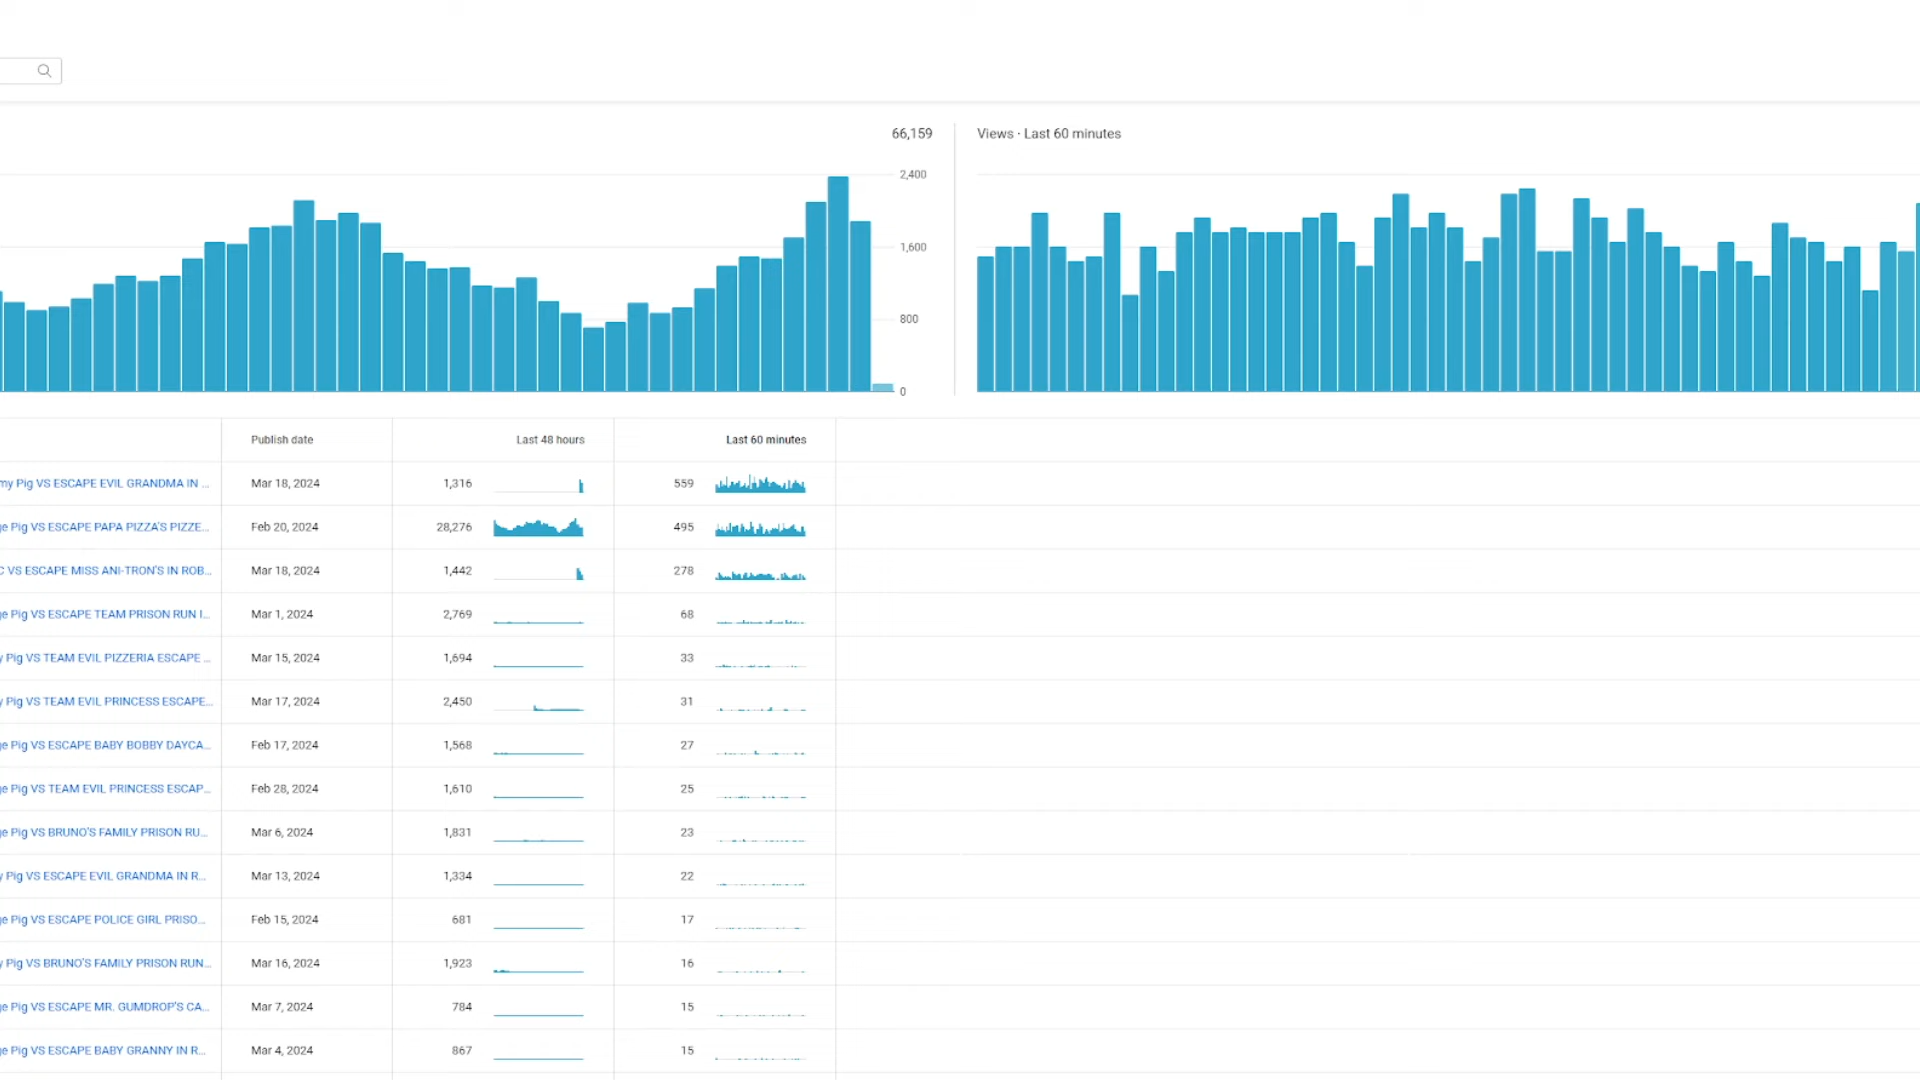 66,159
Views · Last 60 minutes
2,400
1,600
800
0
Publish date Last 48 hours Last 60 minutes
my Pig VS ESCAPE EVIL GRANDMA IN ... Mar 18, 2024 1,316 559
ge Pig VS ESCAPE PAPA PIZZA'S PIZZE... Feb 20, 2024 28,276 495
C VS ESCAPE MISS ANI-TRON'S IN ROB... Mar 18, 2024 1,442 278
ge Pig VS ESCAPE TEAM PRISON RUN I... Mar 1, 2024 2,769 68
y Pig VS TEAM EVIL PIZZERIA ESCAPE ... Mar 15, 2024 1,694 33
y Pig VS TEAM EVIL PRINCESS ESCAPE... Mar 17, 2024 2,450 31
ge Pig VS ESCAPE BABY BOBBY DAYCA... Feb 17, 2024 1,568 27
ge Pig VS TEAM EVIL PRINCESS ESCAP... Feb 28, 2024 1,610 25
ge Pig VS BRUNO'S FAMILY PRISON RU... Mar 6, 2024 1,831 23
y Pig VS ESCAPE EVIL GRANDMA IN R... Mar 13, 2024 1,334 22
ge Pig VS ESCAPE POLICE GIRL PRISO... Feb 15, 2024 681 17
y Pig VS BRUNO'S FAMILY PRISON RUN... Mar 16, 2024 1,923 16
ge Pig VS ESCAPE MR. GUMDROP'S CA... Mar 7, 2024 784 15
ge Pig VS ESCAPE BABY GRANNY IN R... Mar 4, 2024 867 15